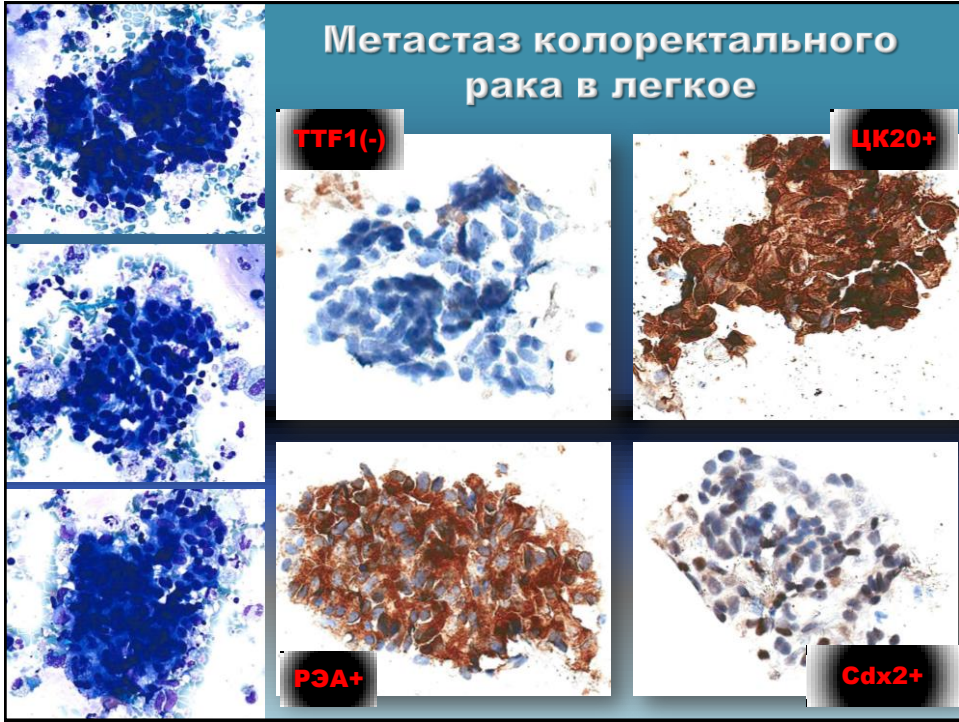 Метастаз колоректального
рака в легкое
TTF1(-)
ЦК20+
РЭА+
Cdx2+